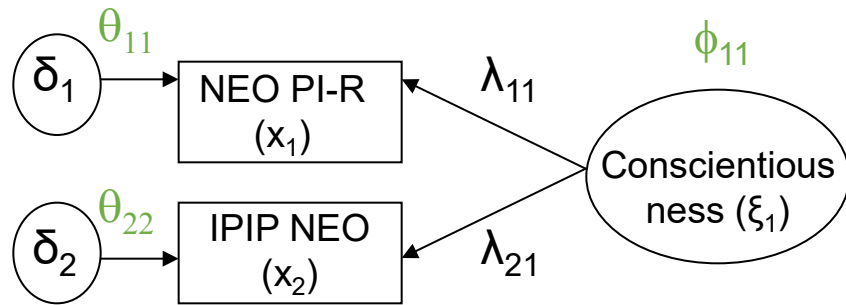 θ₁₁
δ₁
NEO PI-R
(x₁)
λ₁₁
ϕ₁₁
Conscientious
ness (ξ₁)
θ₂₂
δ₂
IPIP NEO
(x₂)
λ₂₁